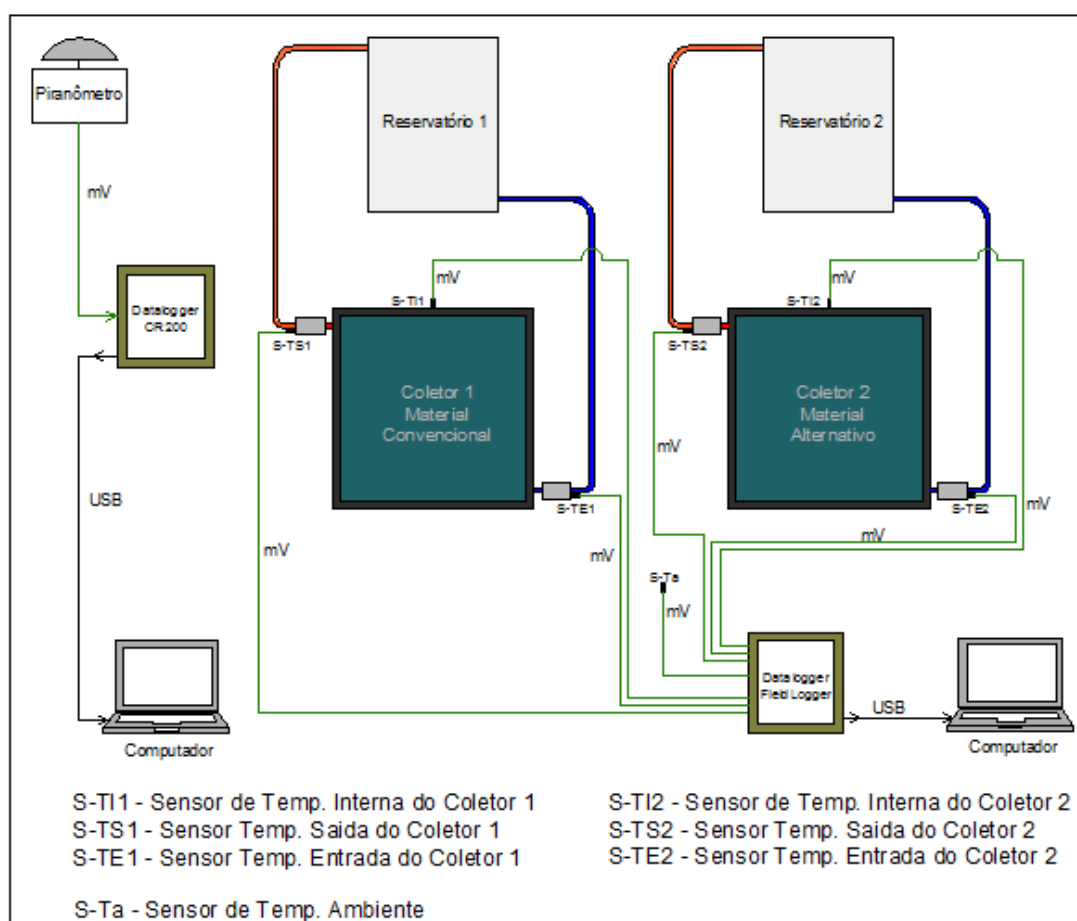 Piranômetro
mV
Datalogger
CR200
USB
Computador
Reservatório 1
mV
S-TI1
S-TS1
Coletor 1
Material
Convencional
S-TE1
mV
mV
Reservatório 2
mV
S-TI2
S-TS2
Coletor 2
Material
Alternativo
mV
S-TE2
mV
mV
S-Ta
mV
Datalogger
Field Logger
USB
Computador
S-TI1 - Sensor de Temp. Interna do Coletor 1
S-TS1 - Sensor Temp. Saida do Coletor 1
S-TE1 - Sensor Temp. Entrada do Coletor 1
S-TI2 - Sensor de Temp. Interna do Coletor 2
S-TS2 - Sensor Temp. Saida do Coletor 2
S-TE2 - Sensor Temp. Entrada do Coletor 2
S-Ta - Sensor de Temp. Ambiente